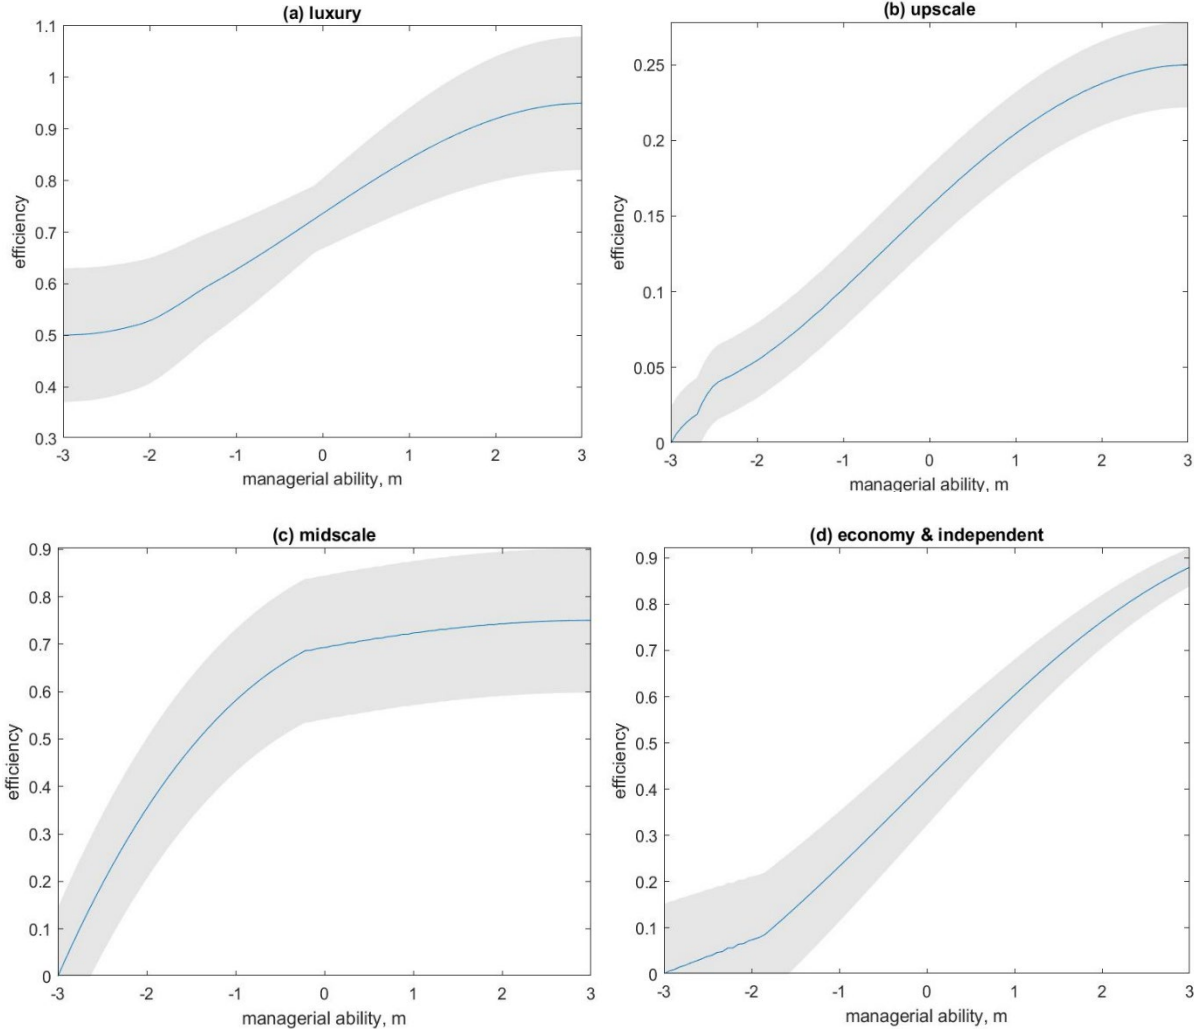 (a) luxury
1.1
1
0.9
0.8
0.7
0.6
0.5
0.4
0.3
efficiency
-3 -2 -1 0 1 2 3
managerial ability, m
(b) upscale
0.25
0.2
0.15
0.1
0.05
0
efficiency
-3 -2 -1 0 1 2 3
managerial ability, m
(c) midscale
0.9
0.8
0.7
0.6
0.5
0.4
0.3
0.2
0.1
0
efficiency
-3 -2 -1 0 1 2 3
managerial ability, m
(d) economy & independent
0.9
0.8
0.7
0.6
0.5
0.4
0.3
0.2
0.1
0
efficiency
-3 -2 -1 0 1 2 3
managerial ability, m